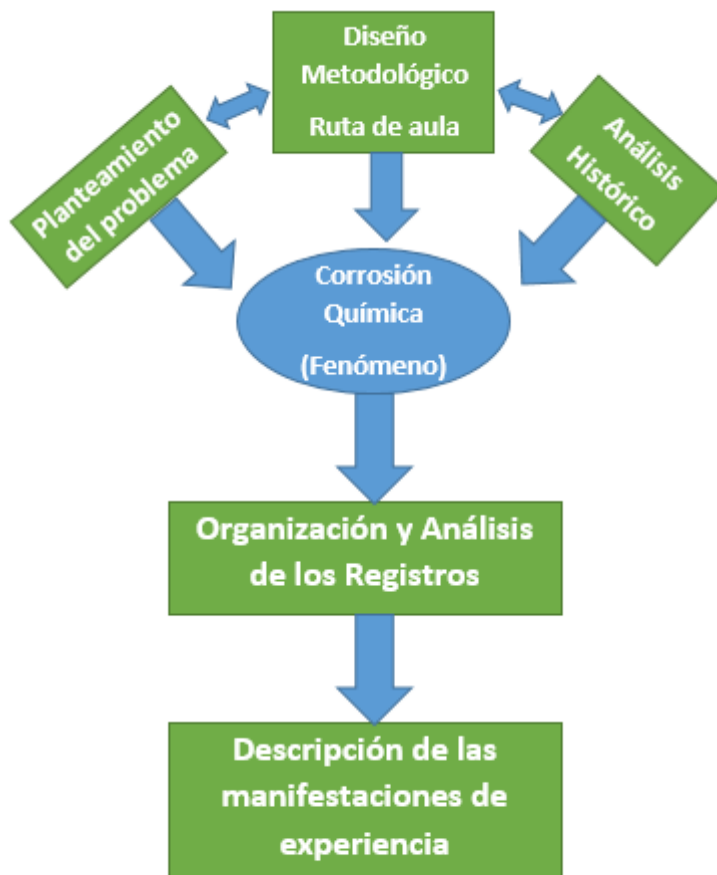 Diseño
Metodológico
Ruta de aula
Planteamiento
del problema
Análisis
Histórico
Corrosión
Química
(Fenómeno)
Organización y Análisis
de los Registros
Descripción de las
manifestaciones de
experiencia